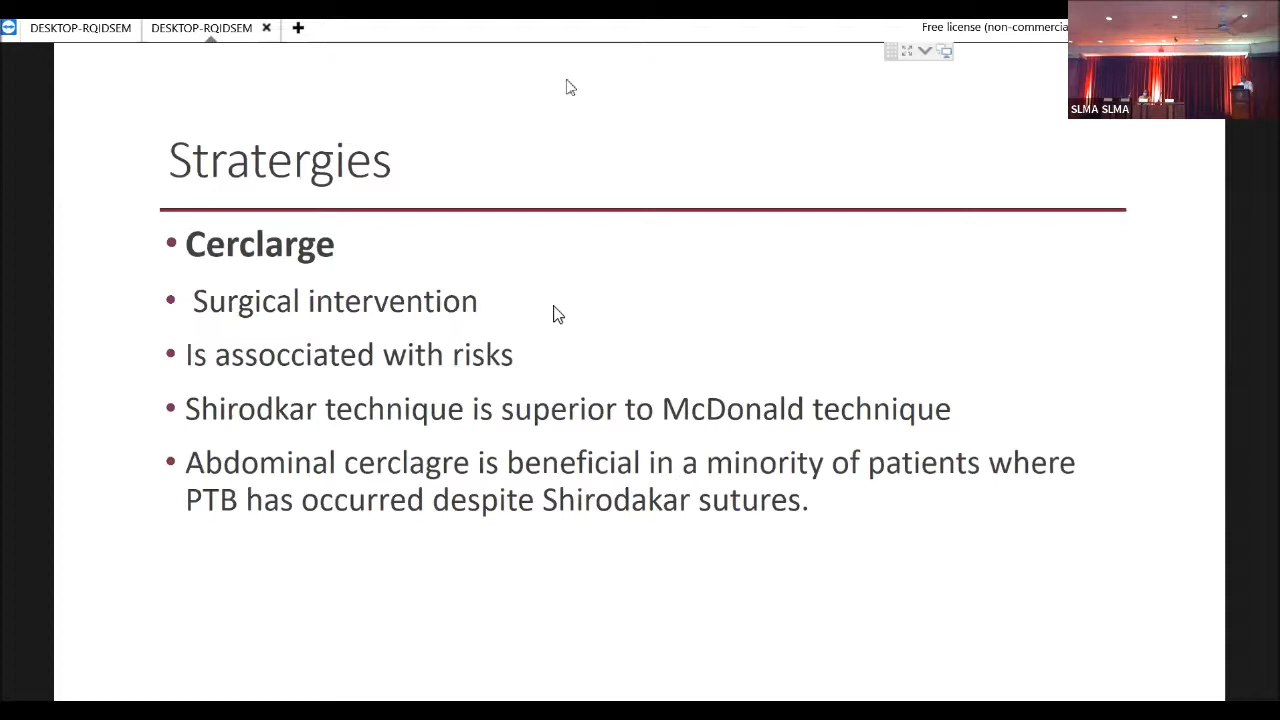 DESKTOP-RQIDSEM
DESKTOP-RQIDSEM
Free license (non-commercia
SLMA SLMA
Stratergies
• Cerclarge
• Surgical intervention
• Is assocciated with risks
• Shirodkar technique is superior to McDonald technique
• Abdominal cerclagre is beneficial in a minority of patients where
PTB has occurred despite Shirodakar sutures.